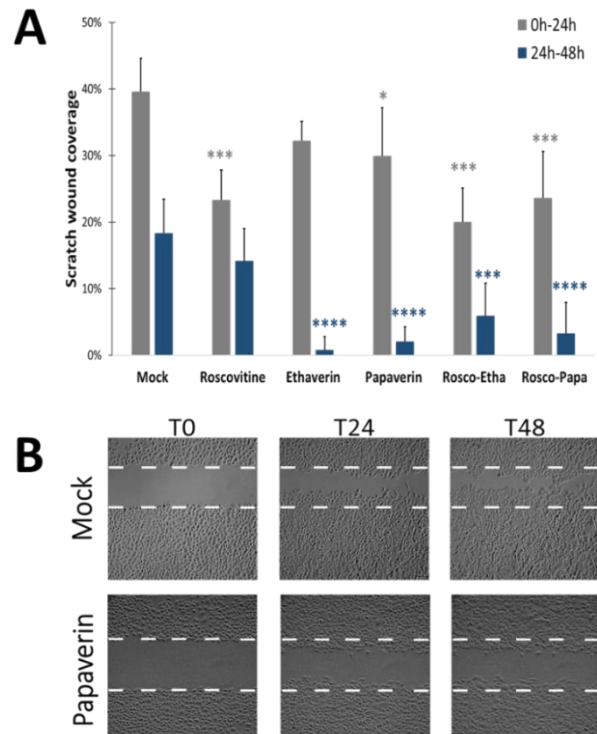 A
50%
0h-24h
24h-48h
40%
*
***
***
30%
***
Scratch wound coverage
20%
****
****
***
****
10%
0%
Mock
Roscovitine
Ethaverin
Papaverin
Rosco-Etha
Rosco-Papa
B
T0
T24
T48
Mock
Papaverin